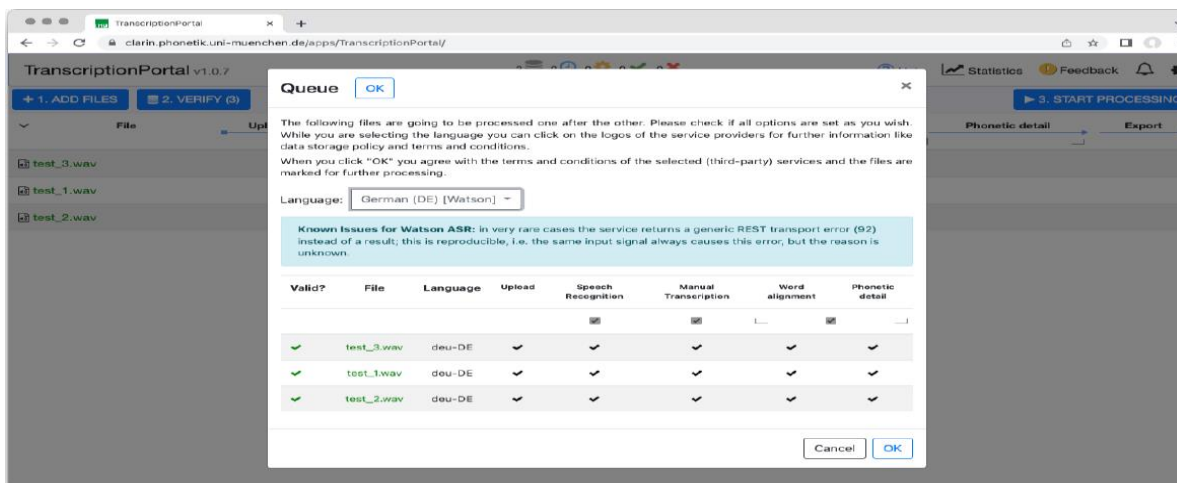 TranscriptionPortal
clarin.phonetik.uni-muenchen.de/apps/TranscriptionPortal/
TranscriptionPortal v1.0.7
Statistics
Feedback
+ 1. ADD FILES
2. VERIFY (3)
3. START PROCESSING
File
Upl
Phonetic detail
Export
test_3.wav
test_1.wav
test_2.wav
Queue OK ×
The following files are going to be processed one after the other. Please check if all options are set as you wish.
While you are selecting the language you can click on the logos of the service providers for further information like
data storage policy and terms and conditions.
When you click "OK" you agree with the terms and conditions of the selected (third-party) services and the files are
marked for further processing.
Language: German (DE) [Watson]
Known Issues for Watson ASR: in very rare cases the service returns a generic REST transport error (92)
instead of a result; this is reproducible, i.e. the same input signal always causes this error, but the reason is
unknown.
Valid? File Language Upload Speech Recognition Manual Transcription Word alignment Phonetic detail
test_3.wav deu-DE
test_1.wav deu-DE
test_2.wav deu-DE
Cancel OK